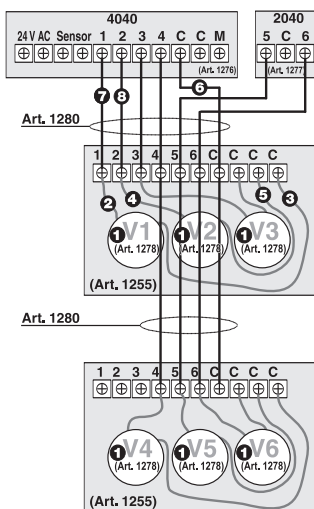 4040 2040
24 V AC Sensor 1 2 3 4 C C M 5 C 6
(Art. 1276) (Art. 1277)
6
7 8
Art. 1280
1 2 3 4 5 6 C C C C
2 4 5 3
1 V1 1 V2 1 V3
(Art. 1278) (Art. 1278) (Art. 1278)
(Art. 1255)
Art. 1280
1 2 3 4 5 6 C C C C
1 V4 1 V5 1 V6
(Art. 1278) (Art. 1278) (Art. 1278)
(Art. 1255)